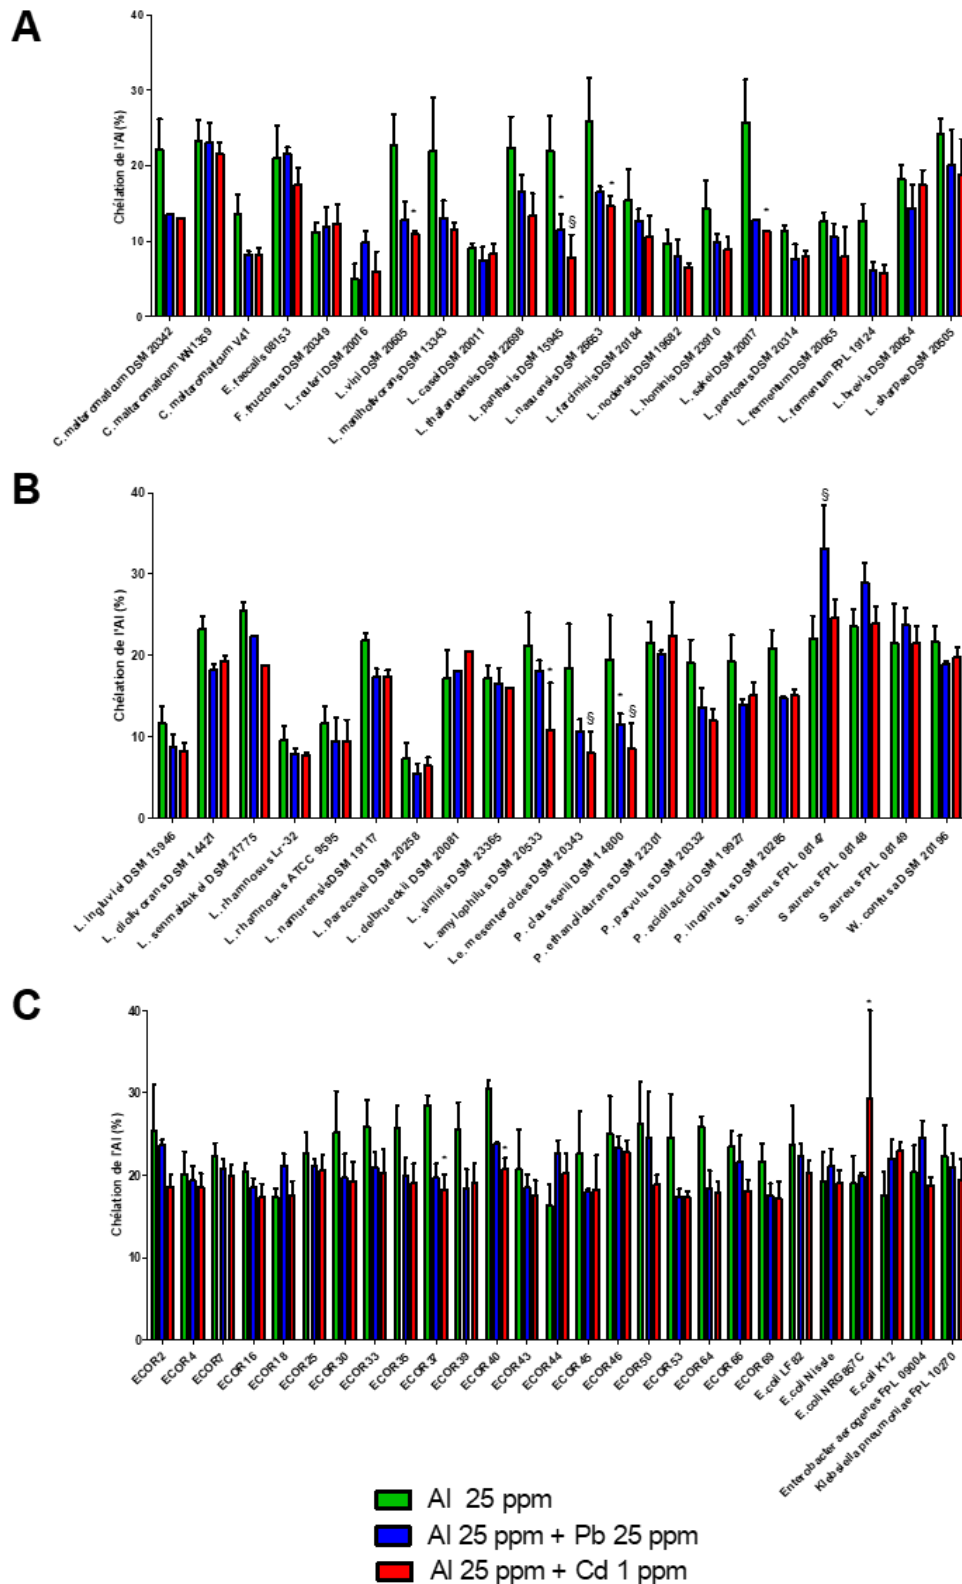 A
Chélation de l'Al (%)
40
30
20
10
0
* * § * *
C. maltaromaticum DSM 20342
C. maltaromaticum WN1359
C. maltaromaticum V41
E. faecalis 08153
F. fructosus DSM 20349
L. reuteri DSM 20016
L. vini DSM 20605
L. manihotivorans DSM 13343
L. casei DSM 20011
L. thailandensis DSM 22698
L. pantheris DSM 15945
L. nasuensis DSM 26653
L. farciminis DSM 20184
L. nodensis DSM 19682
L. hominis DSM 23910
L. sakei DSM 20017
L. pentosus DSM 20314
L. fermentum DSM 20055
L. fermentum FPL 19124
L. brevis DSM 20054
L. sharpae DSM 20505
B
Chélation de l'Al (%)
40
30
20
10
0
* § * § §
L. ingluviei DSM 15946
L. diolivorans DSM 14421
L. senmaizukei DSM 21775
L. rhamnosus Lr-32
L. rhamnosus ATCC 9595
L. namurensis DSM 19117
L. Paracasei DSM 20258
L. delbrueckii DSM 20081
L. similis DSM 23365
L. amylophilus DSM 20533
Le. mesenteroides DSM 20343
P. claussenii DSM 14800
P. ethanolidurans DSM 22301
P. parvulus DSM 20332
P. acidilactici DSM 19927
P. inopinatus DSM 20285
S. aureus FPL 08147
S. aureus FPL 08148
S. aureus FPL 08149
W. confusa DSM 20196
C
Chélation de l'Al (%)
40
30
20
10
0
* * *
ECOR2
ECOR4
ECOR7
ECOR16
ECOR18
ECOR25
ECOR30
ECOR33
ECOR35
ECOR37
ECOR39
ECOR40
ECOR43
ECOR44
ECOR45
ECOR46
ECOR50
ECOR53
ECOR64
ECOR66
ECOR69
E.coli LF82
E.coli Nissle
E.coli NRG857C
E.coli K12
Enterobacter aerogenes FPL 09004
Klebsiella pneumoniae FPL 10270
Al 25 ppm
Al 25 ppm + Pb 25 ppm
Al 25 ppm + Cd 1 ppm